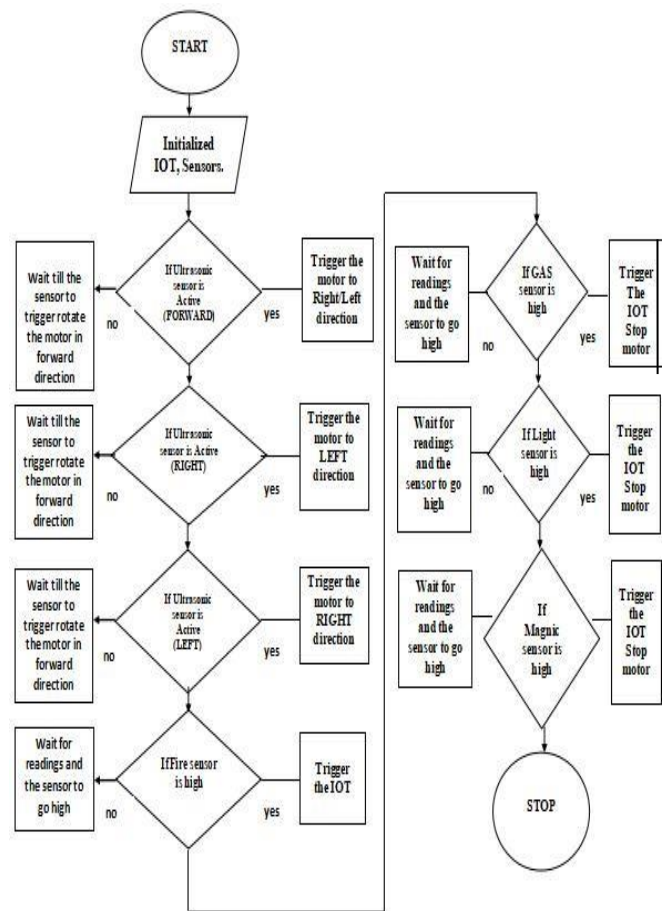 START
Initialized
IOT, Sensors.
Wait till the
sensor to
trigger rotate
the motor in
forward
direction
no
If Ultrasonic
sensor is
Active
(FORWARD)
yes
Trigger the
motor to
Right/Left
direction
Wait till the
sensor to
trigger rotate
the motor in
forward
direction
no
If Ultrasonic
sensor is Active
(RIGHT)
yes
Trigger the
motor to
LEFT
direction
Wait till the
sensor to
trigger rotate
the motor in
forward
direction
no
If Ultrasonic
sensor is
Active
(LEFT)
yes
Trigger the
motor to
RIGHT
direction
Wait for
readings and
the sensor to
go high
no
If Fire sensor
is high
yes
Trigger
the IOT
Wait for
readings
and the
sensor to go
high
no
If GAS
sensor is
high
yes
Trigger
The
IOT
Stop
motor
Wait for
readings
and the
sensor to go
high
no
If Light
sensor is
high
yes
Trigger
the
IOT
Stop
motor
Wait for
readings
and the
sensor to go
high
If
Magnic
sensor is
high
Trigger
the
IOT
Stop
motor
STOP